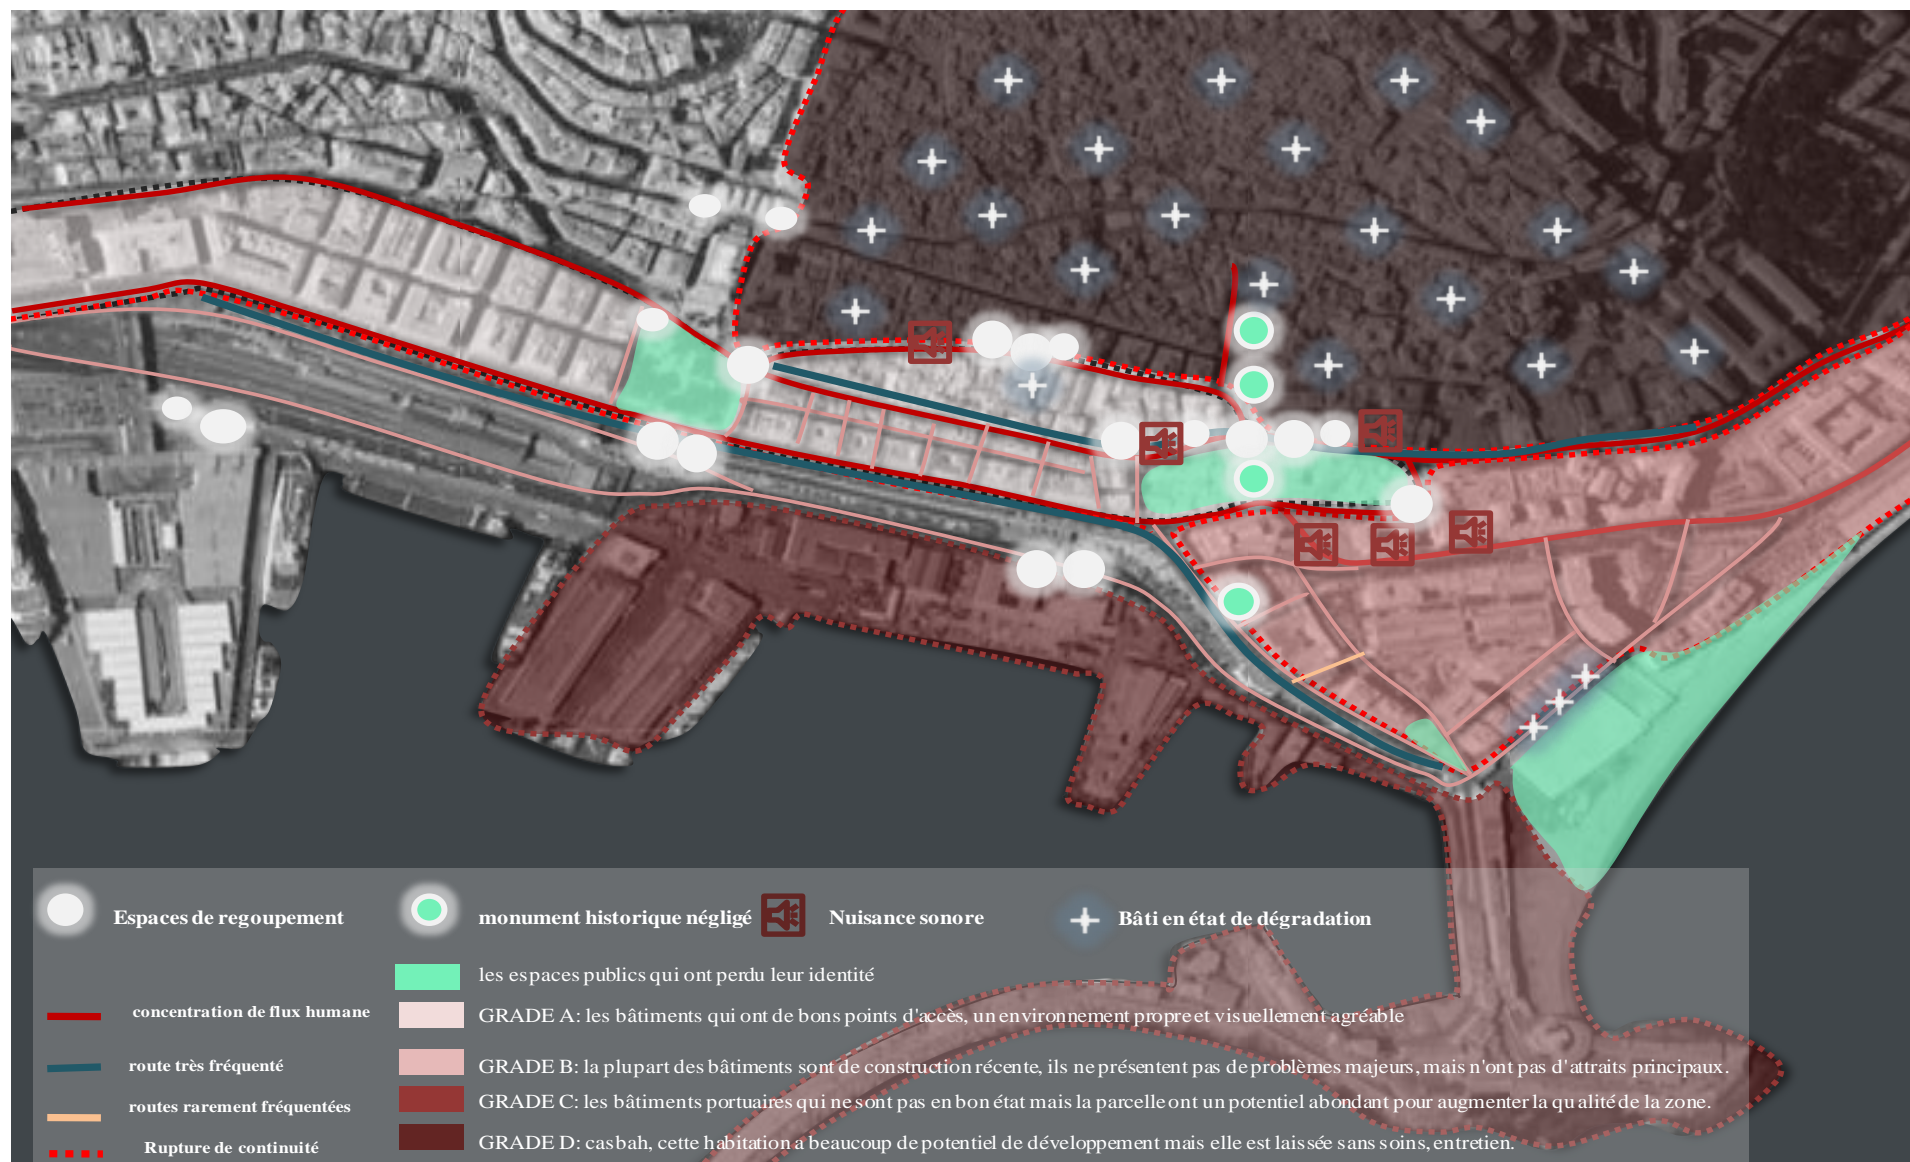 Espaces de regoupement
monument historique négligé
Nuisance sonore
Bâti en état de dégradation
les espaces publics qui ont perdu leur identité
concentration de flux humane
GRADE A: les bâtiments qui ont de bons points d'accès, un environnement propre et visuellement agréable
route très fréquenté
GRADE B: la plupart des bâtiments sont de construction récente, ils ne présentent pas de problèmes majeurs, mais n'ont pas d'attraits principaux.
routes rarement fréquentées
GRADE C: les bâtiments portuaires qui ne sont pas en bon état mais la parcelle ont un potentiel abondant pour augmenter la qualité de la zone.
Rupture de continuité
GRADE D: casbah, cette habitation a beaucoup de potentiel de développement mais elle est laissée sans soins, entretien.